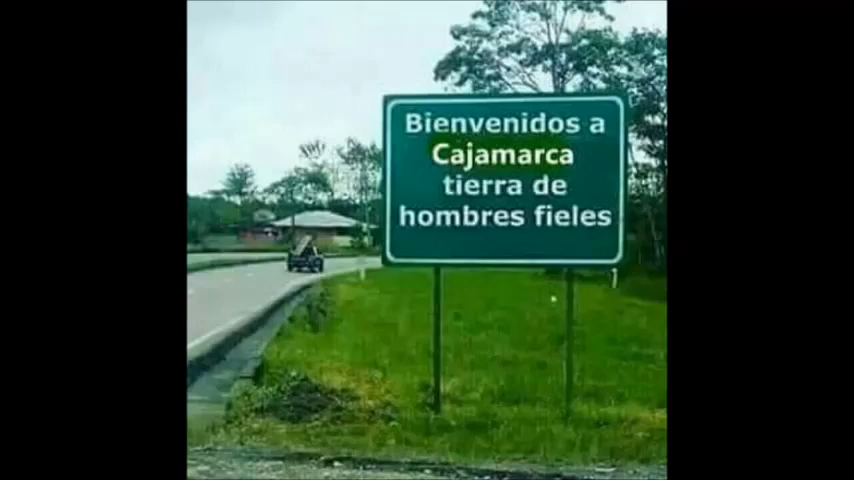 Bienvenidos a
Cajamarca
tierra de
hombres fieles